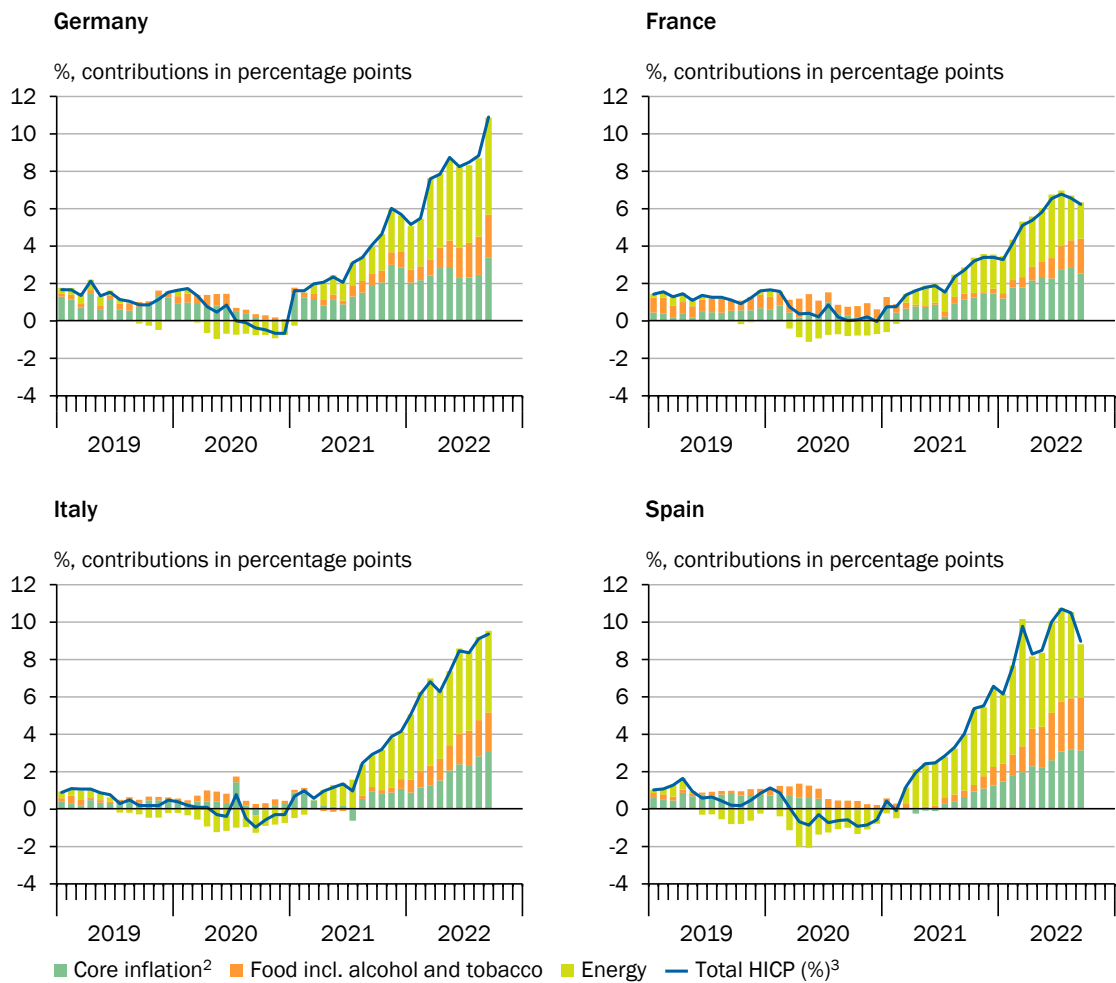 Germany
%, contributions in percentage points
12
10
8
6
4
2
0
-2
-4
2019 2020 2021 2022
France
%, contributions in percentage points
12
10
8
6
4
2
0
-2
-4
2019 2020 2021 2022
Italy
%, contributions in percentage points
12
10
8
6
4
2
0
-2
-4
2019 2020 2021 2022
Spain
%, contributions in percentage points
12
10
8
6
4
2
0
-2
-4
2019 2020 2021 2022
Core inflation² Food incl. alcohol and tobacco Energy Total HICP (%)³